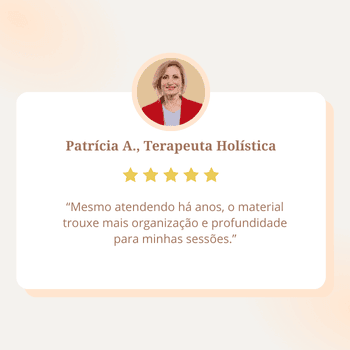 Patrícia A., Terapeuta Holística
“Mesmo atendendo há anos, o material
trouxe mais organização e profundidade
para minhas sessões.”